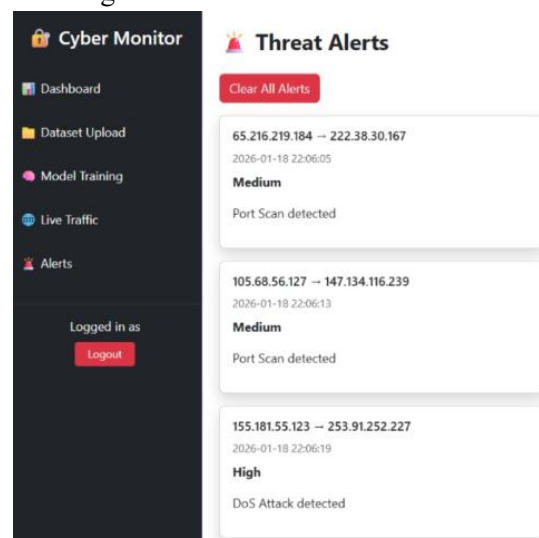 Cyber Monitor
Dashboard
Dataset Upload
Model Training
Live Traffic
Alerts
Logged in as
Logout
Threat Alerts
Clear All Alerts
65.216.219.184 → 222.38.30.167
2026-01-18 22:06:05
Medium
Port Scan detected
105.68.56.127 → 147.134.116.239
2026-01-18 22:06:13
Medium
Port Scan detected
155.181.55.123 → 253.91.252.227
2026-01-18 22:06:19
High
DoS Attack detected